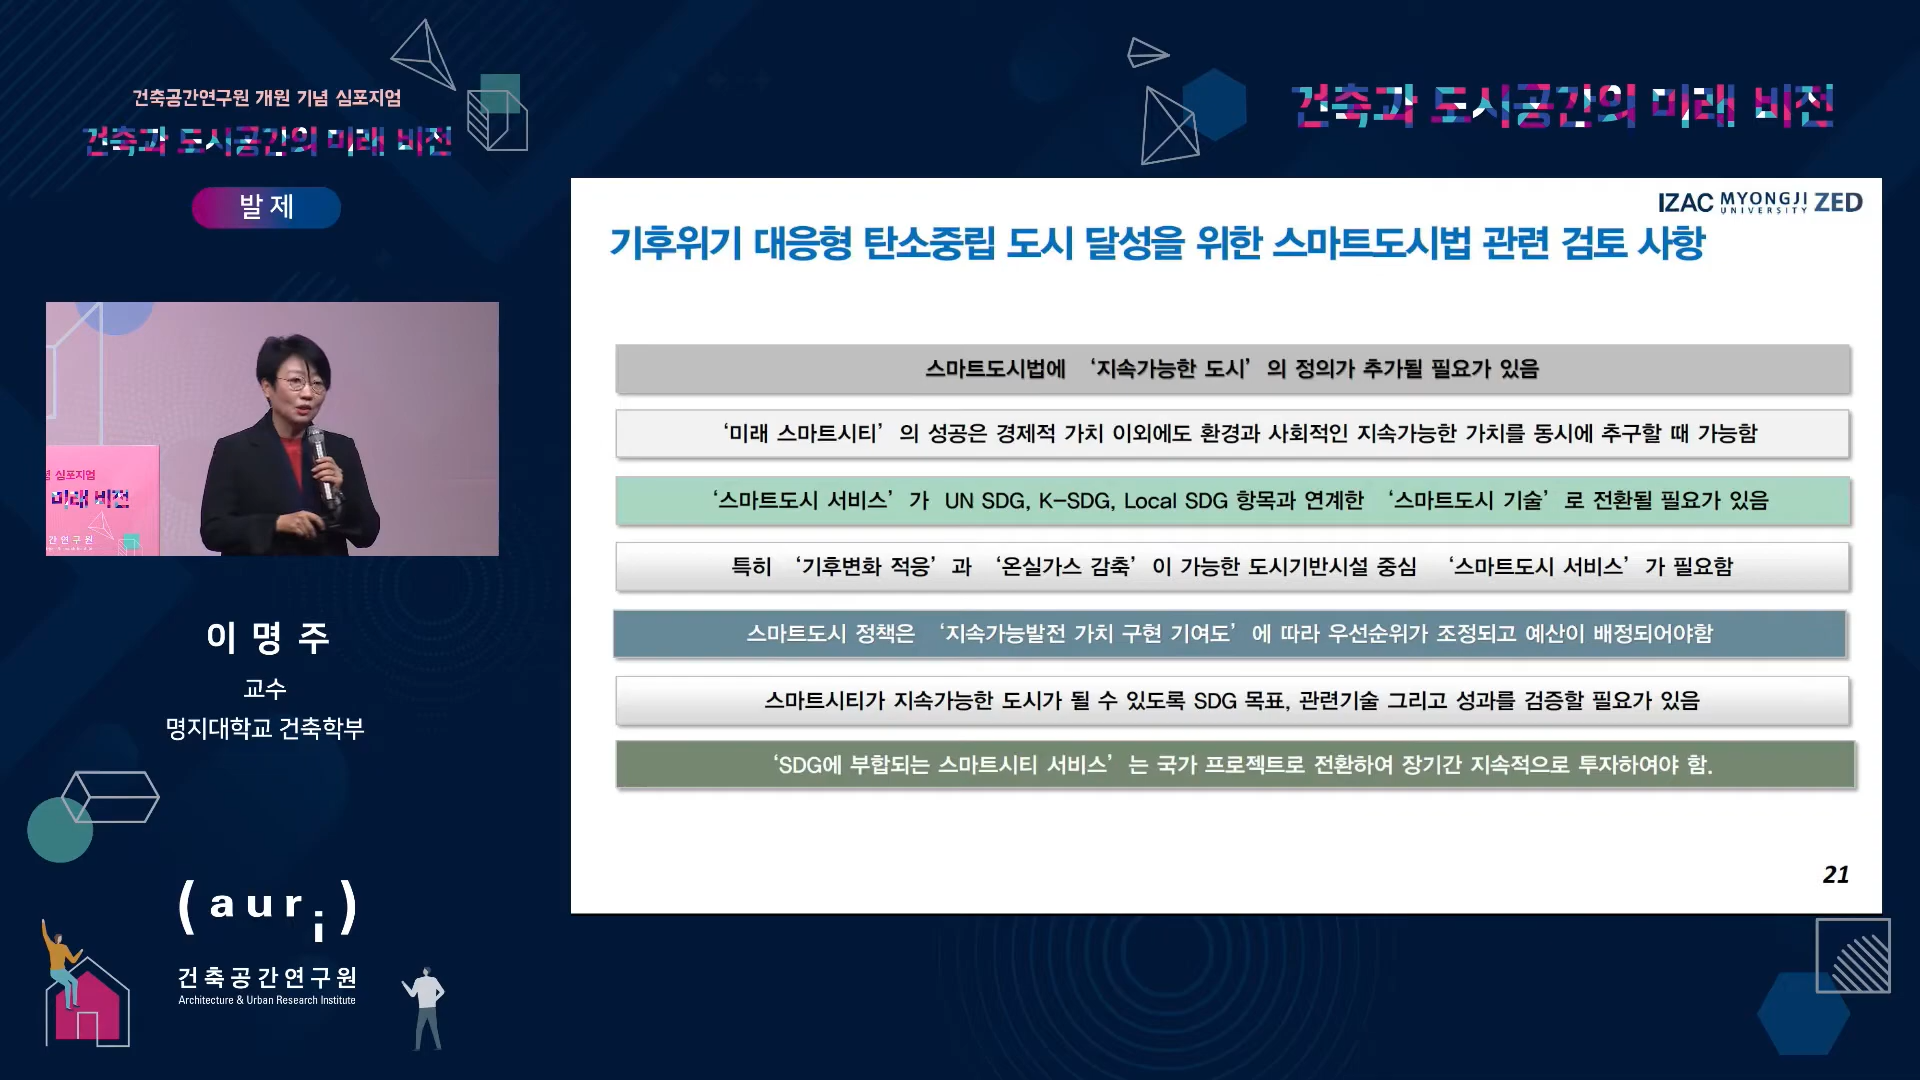 건축공간연구원 개원 기념 심포지엄
건축과 도시공간의 미래 비전
발 제
건축과 도시공간의 미래 비전
심포지엄
미래 비전
간연구원
이 명 주
교수
명지대학교 건축학부
(auri)
건축공간연구원
Architecture & Urban Research Institute
IZAC MYONGJI UNIVERSITY ZED
기후위기 대응형 탄소중립 도시 달성을 위한 스마트도시법 관련 검토 사항
스마트도시법에 ‘지속가능한 도시’의 정의가 추가될 필요가 있음
‘미래 스마트시티’의 성공은 경제적 가치 이외에도 환경과 사회적인 지속가능한 가치를 동시에 추구할 때 가능함
‘스마트도시 서비스’가 UN SDG, K-SDG, Local SDG 항목과 연계한 ‘스마트도시 기술’로 전환될 필요가 있음
특히 ‘기후변화 적응’과 ‘온실가스 감축’이 가능한 도시기반시설 중심 ‘스마트도시 서비스’가 필요함
스마트도시 정책은 ‘지속가능발전 가치 구현 기여도’에 따라 우선순위가 조정되고 예산이 배정되어야함
스마트시티가 지속가능한 도시가 될 수 있도록 SDG 목표, 관련기술 그리고 성과를 검증할 필요가 있음
‘SDG에 부합되는 스마트시티 서비스’는 국가 프로젝트로 전환하여 장기간 지속적으로 투자하여야 함.
21